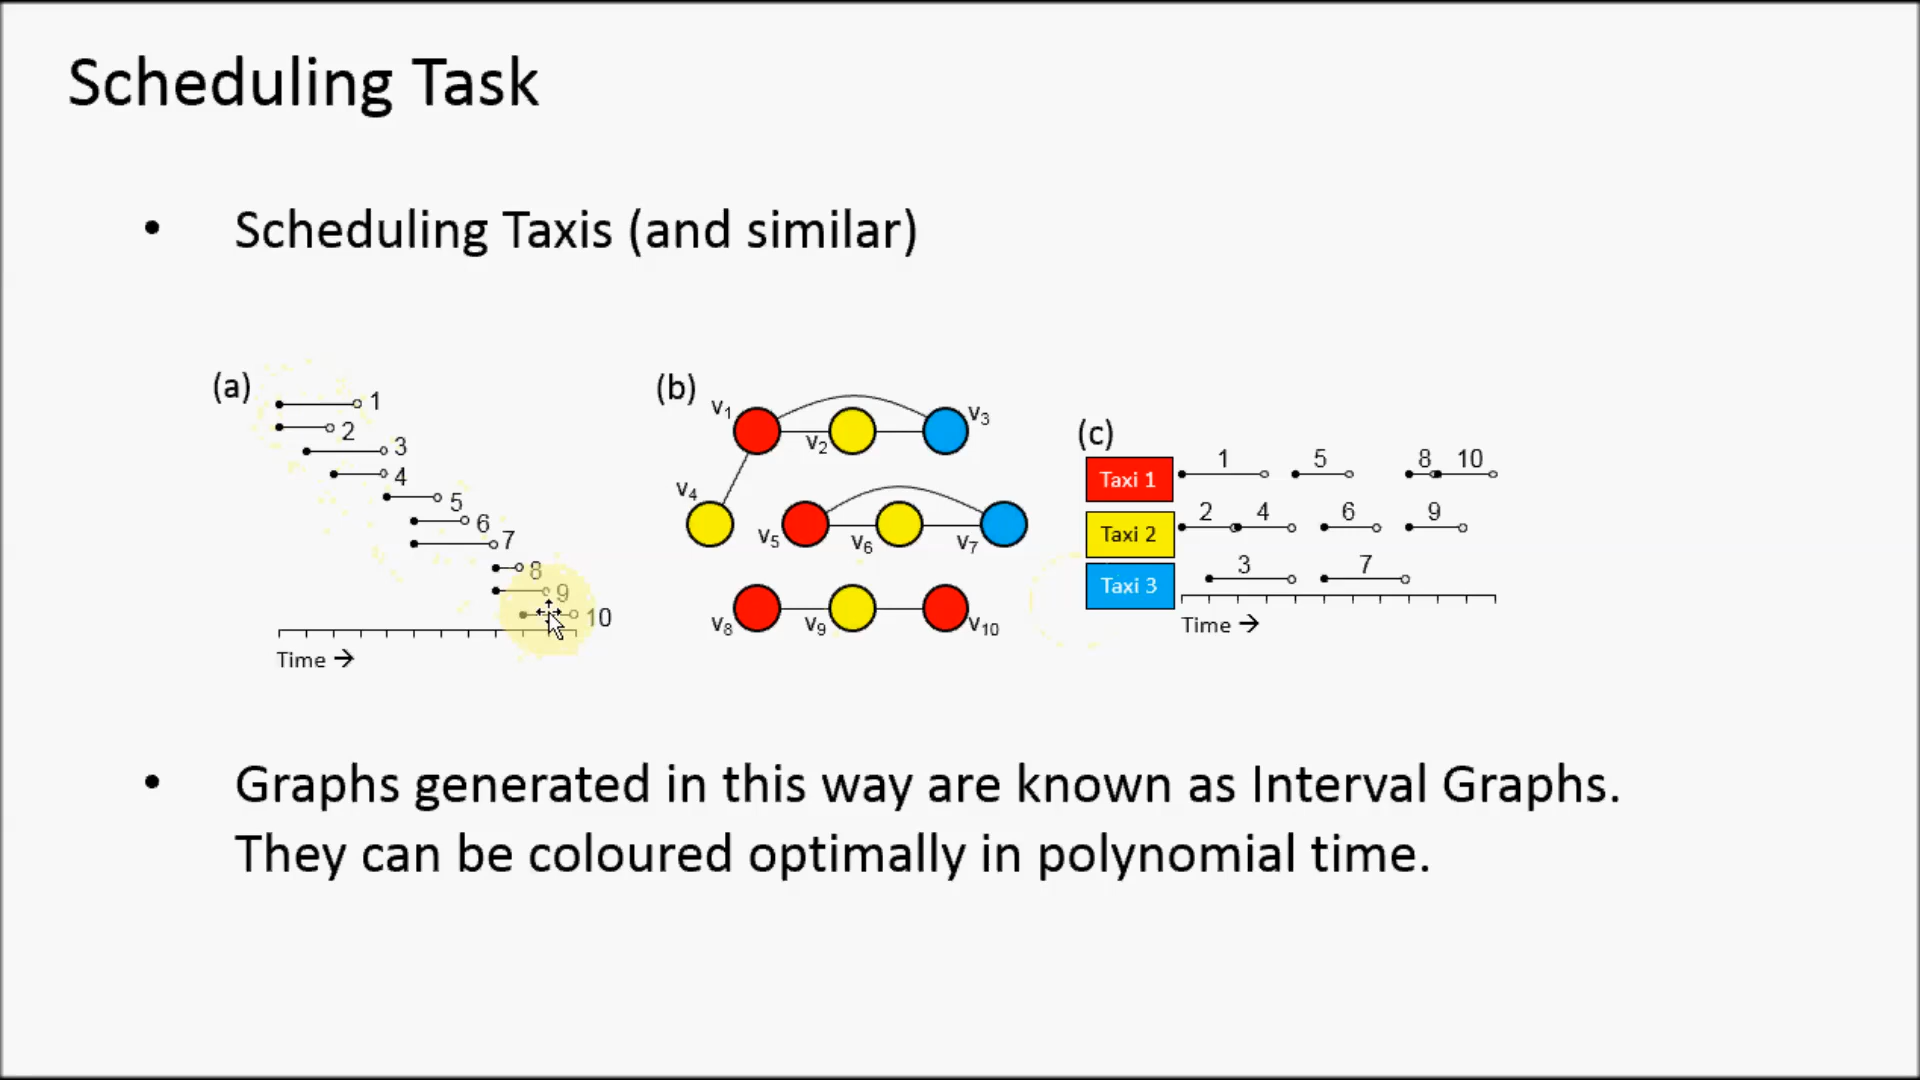 Scheduling Task
• Scheduling Taxis (and similar)
(a)
1
2
3
4
5
6
7
8
9
10
Time →
(b)
v1
v2
v3
v4
v5
v6
v7
v8
v9
v10
(c)
Taxi 1
1 5 8 10
Taxi 2
2 4 6 9
Taxi 3
3 7
Time →
• Graphs generated in this way are known as Interval Graphs.
They can be coloured optimally in polynomial time.